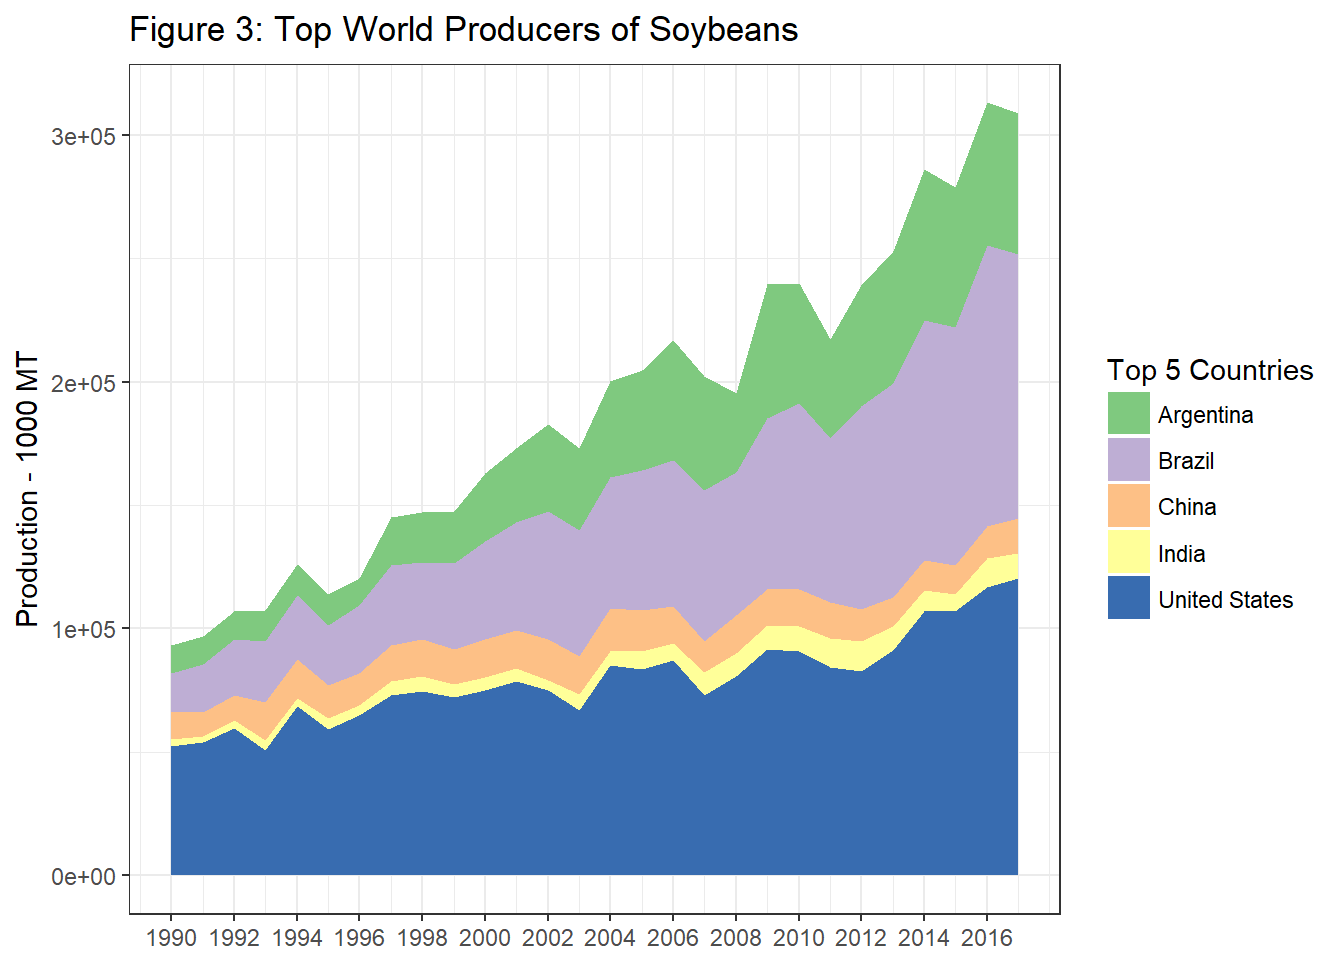 Figure 3: Top World Producers of Soybeans
Production - 1000 MT
3e+05
2e+05
1e+05
0e+00
1990 1992 1994 1996 1998 2000 2002 2004 2006 2008 2010 2012 2014 2016
Top 5 Countries
Argentina
Brazil
China
India
United States